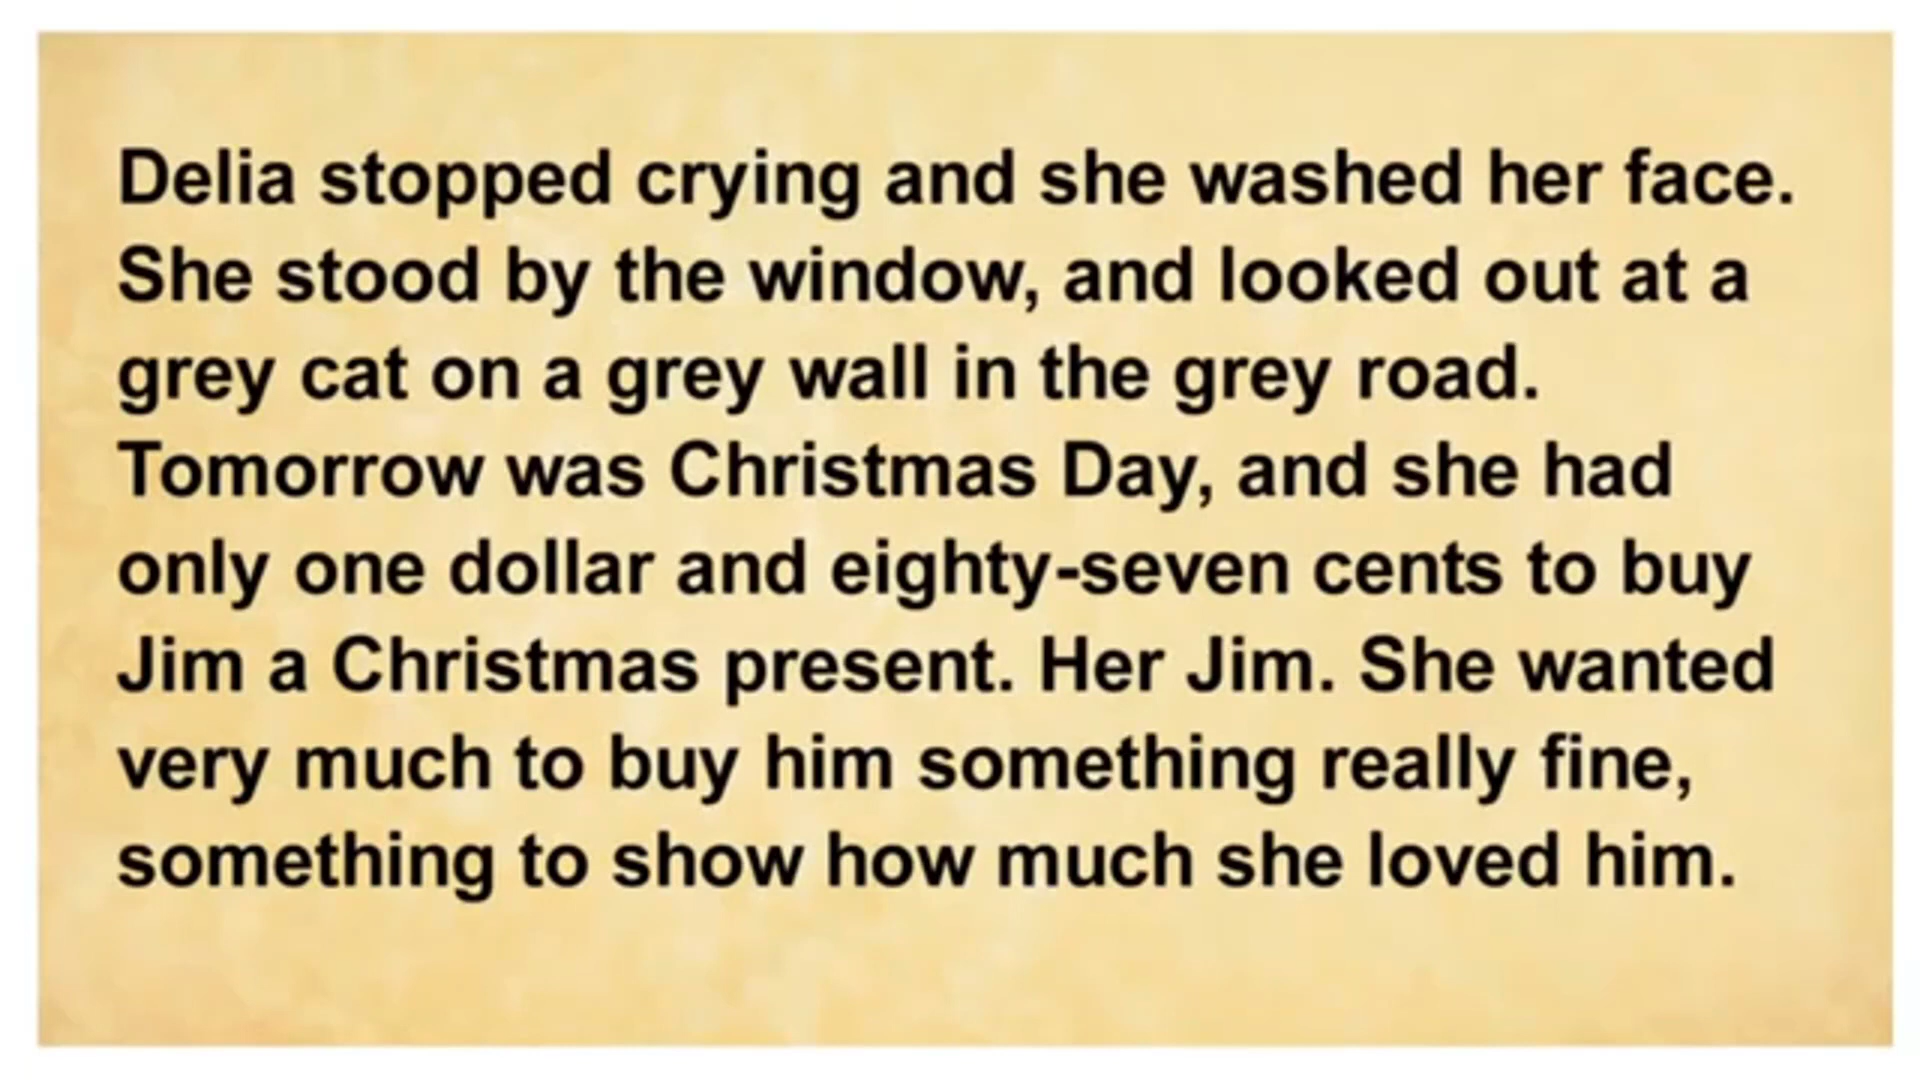 Delia stopped crying and she washed her face.
She stood by the window, and looked out at a
grey cat on a grey wall in the grey road.
Tomorrow was Christmas Day, and she had
only one dollar and eighty-seven cents to buy
Jim a Christmas present. Her Jim. She wanted
very much to buy him something really fine,
something to show how much she loved him.